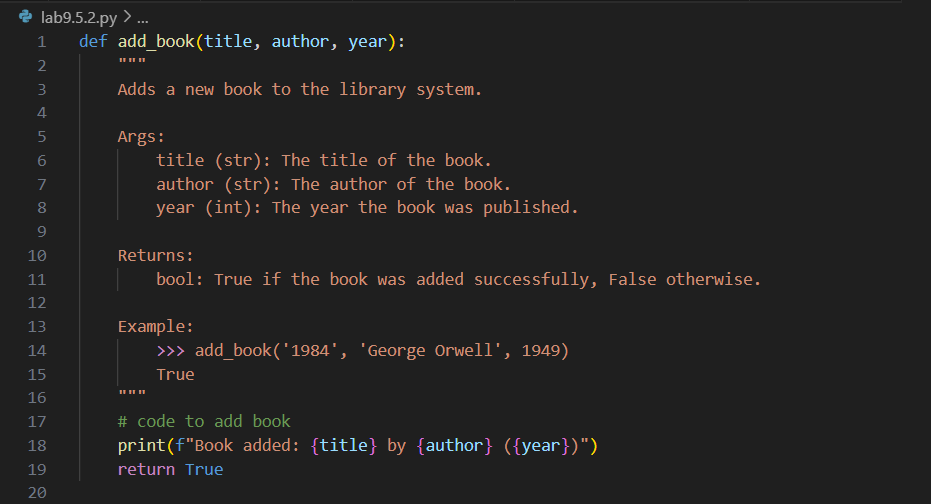 lab9.5.2.py > ...
1 def add_book(title, author, year):
2     """
3     Adds a new book to the library system.
4
5     Args:
6         title (str): The title of the book.
7         author (str): The author of the book.
8         year (int): The year the book was published.
9
10     Returns:
11         bool: True if the book was added successfully, False otherwise.
12
13     Example:
14         >>> add_book('1984', 'George Orwell', 1949)
15         True
16     """
17     # code to add book
18     print(f"Book added: {title} by {author} ({year})")
19     return True
20